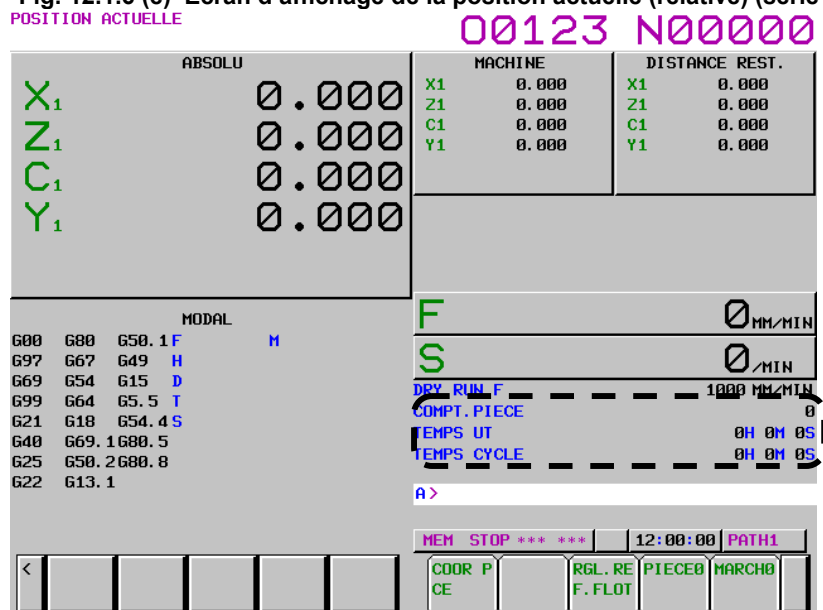 Fig. 12.1.3 (e) Ecran d'affichage de la position actuelle (relative) (série
POSITION ACTUELLE
O0123 N00000
ABSOLU
X1 0.000
Z1 0.000
C1 0.000
Y1 0.000
MACHINE
X1 0.000
Z1 0.000
C1 0.000
Y1 0.000
DISTANCE REST.
X1 0.000
Z1 0.000
C1 0.000
Y1 0.000
MODAL
G00 G80 G50.1 F M
G97 G67 G49 H
G69 G54 G15 D
G99 G64 G5.5 T
G21 G18 G54.4 S
G40 G69.1 G80.5
G25 G50.2 G80.8
G22 G13.1
F 0 MM/MIN
S 0 /MIN
DRY RUN F 1000 MM/MIN
COMPT.PIECE 0
TEMPS UT 0H 0M 0S
TEMPS CYCLE 0H 0M 0S
A>
MEM STOP *** *** 12:00:00 PATH1
<
COOR P
CE
RGL.RE
F.FLOT
PIECE0
MARCH0